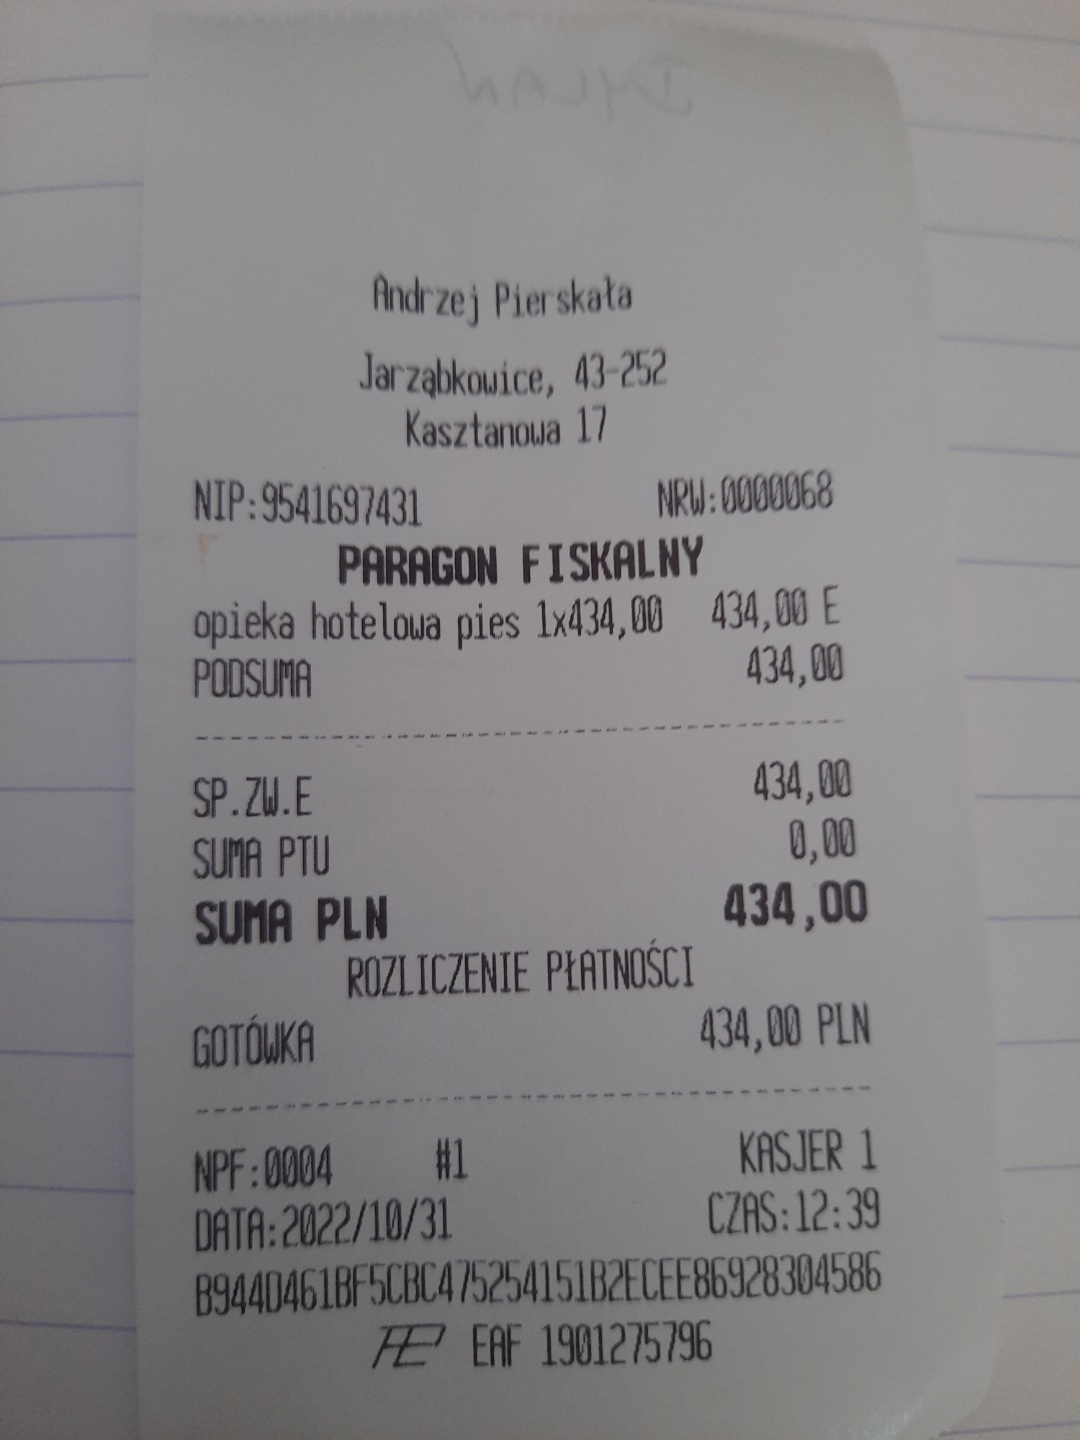 DYLAN
Andrzej Pierskała
Jarząbkowice, 43-252
Kasztanowa 17
NIP:9541697431 NRW:0000068
PARAGON FISKALNY
opieka hotelowa pies 1x434,00 434,00 E
PODSUMA 434,00
SP.ZW.E 434,00
SUMA PTU 0,00
SUMA PLN 434,00
ROZLICZENIE PŁATNOŚCI
GOTÓWKA 434,00 PLN
NPF:0004 #1 KASJER 1
DATA:2022/10/31 CZAS:12:39
B944D461BF5CBC475254151B2ECEE86928304586
EAF 1901275796